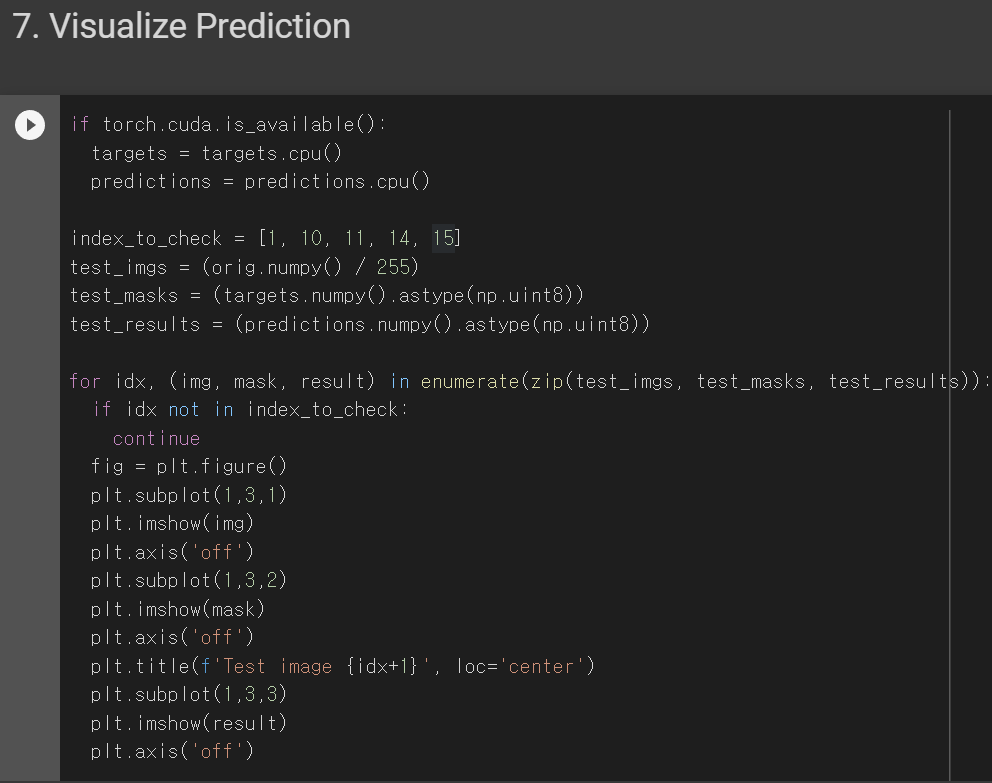 7. Visualize Prediction
if torch.cuda.is_available():
  targets = targets.cpu()
  predictions = predictions.cpu()

index_to_check = [1, 10, 11, 14, 15]
test_imgs = (orig.numpy() / 255)
test_masks = (targets.numpy().astype(np.uint8))
test_results = (predictions.numpy().astype(np.uint8))

for idx, (img, mask, result) in enumerate(zip(test_imgs, test_masks, test_results)):
  if idx not in index_to_check:
    continue
  fig = plt.figure()
  plt.subplot(1,3,1)
  plt.imshow(img)
  plt.axis('off')
  plt.subplot(1,3,2)
  plt.imshow(mask)
  plt.axis('off')
  plt.title(f'Test image {idx+1}', loc='center')
  plt.subplot(1,3,3)
  plt.imshow(result)
  plt.axis('off')